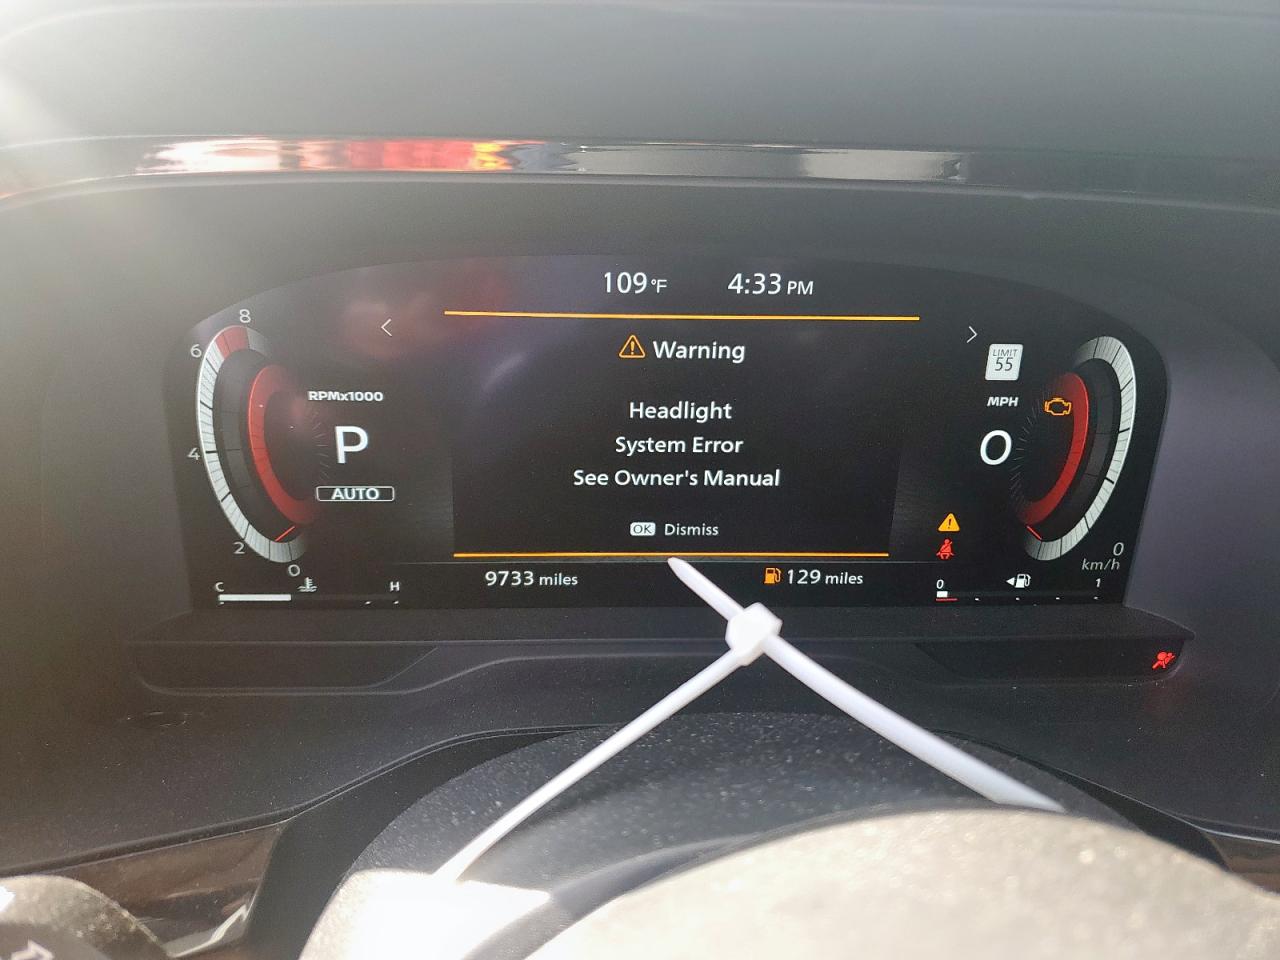 109°F 4:33 PM
8
6
4
2
0
RPMx1000
P
AUTO
C H
Warning
Headlight
System Error
See Owner's Manual
OK Dismiss
9733 miles
129 miles
LIMIT
55
MPH
0
0
km/h
0 1